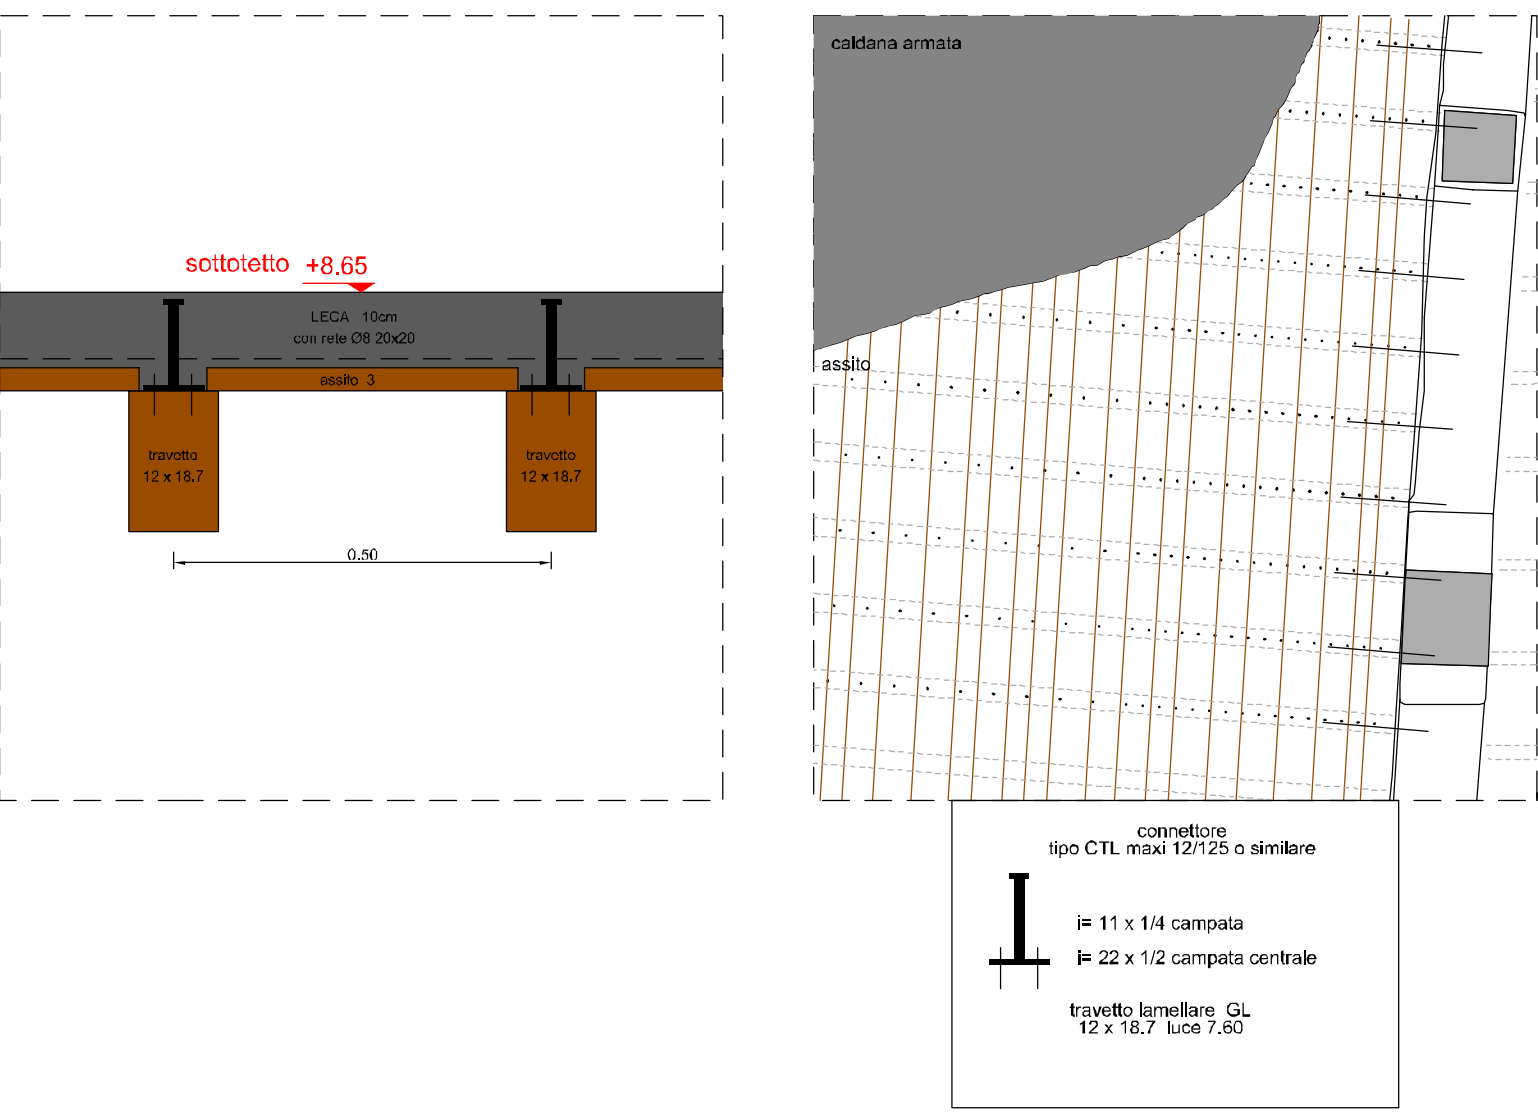 sottotetto +8.65
LECA 10cm
con rete Ø8 20x20
assito 3
travetto
12 x 18.7
travetto
12 x 18.7
0.50
caldana armata
assito
connettore
tipo CTL maxi 12/125 o similare
i= 11 x 1/4 campata
i= 22 x 1/2 campata centrale
travetto lamellare GL
12 x 18.7 luce 7.60